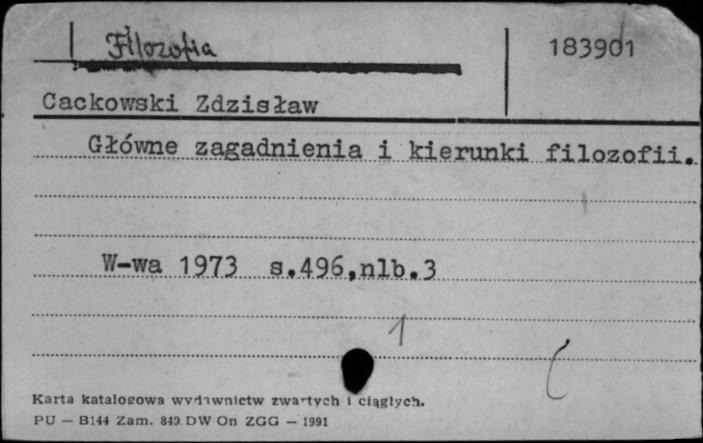 Filozofia 183901
Cackowski Zdzisław
Główne zagadnienia i kierunki filozofii.
W-wa 1973 s.496,nlb.3
1
Karta katalogowa wydawnictw zwartych i ciągłych.
PU — B144 Zam. 849 DW On ZGG — 1991